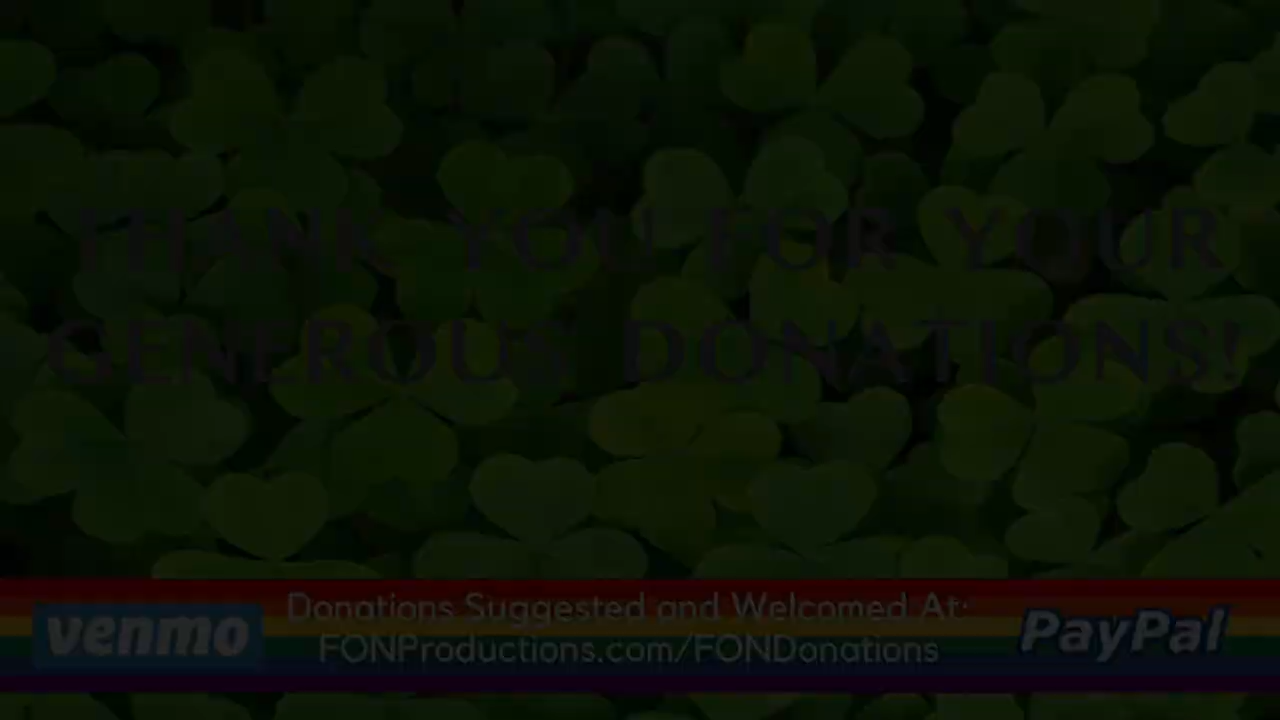 THANK YOU FOR YOUR
GENEROUS DONATIONS!
venmo
Donations Suggested and Welcomed At:
FONProductions.com/FONDonations
PayPal